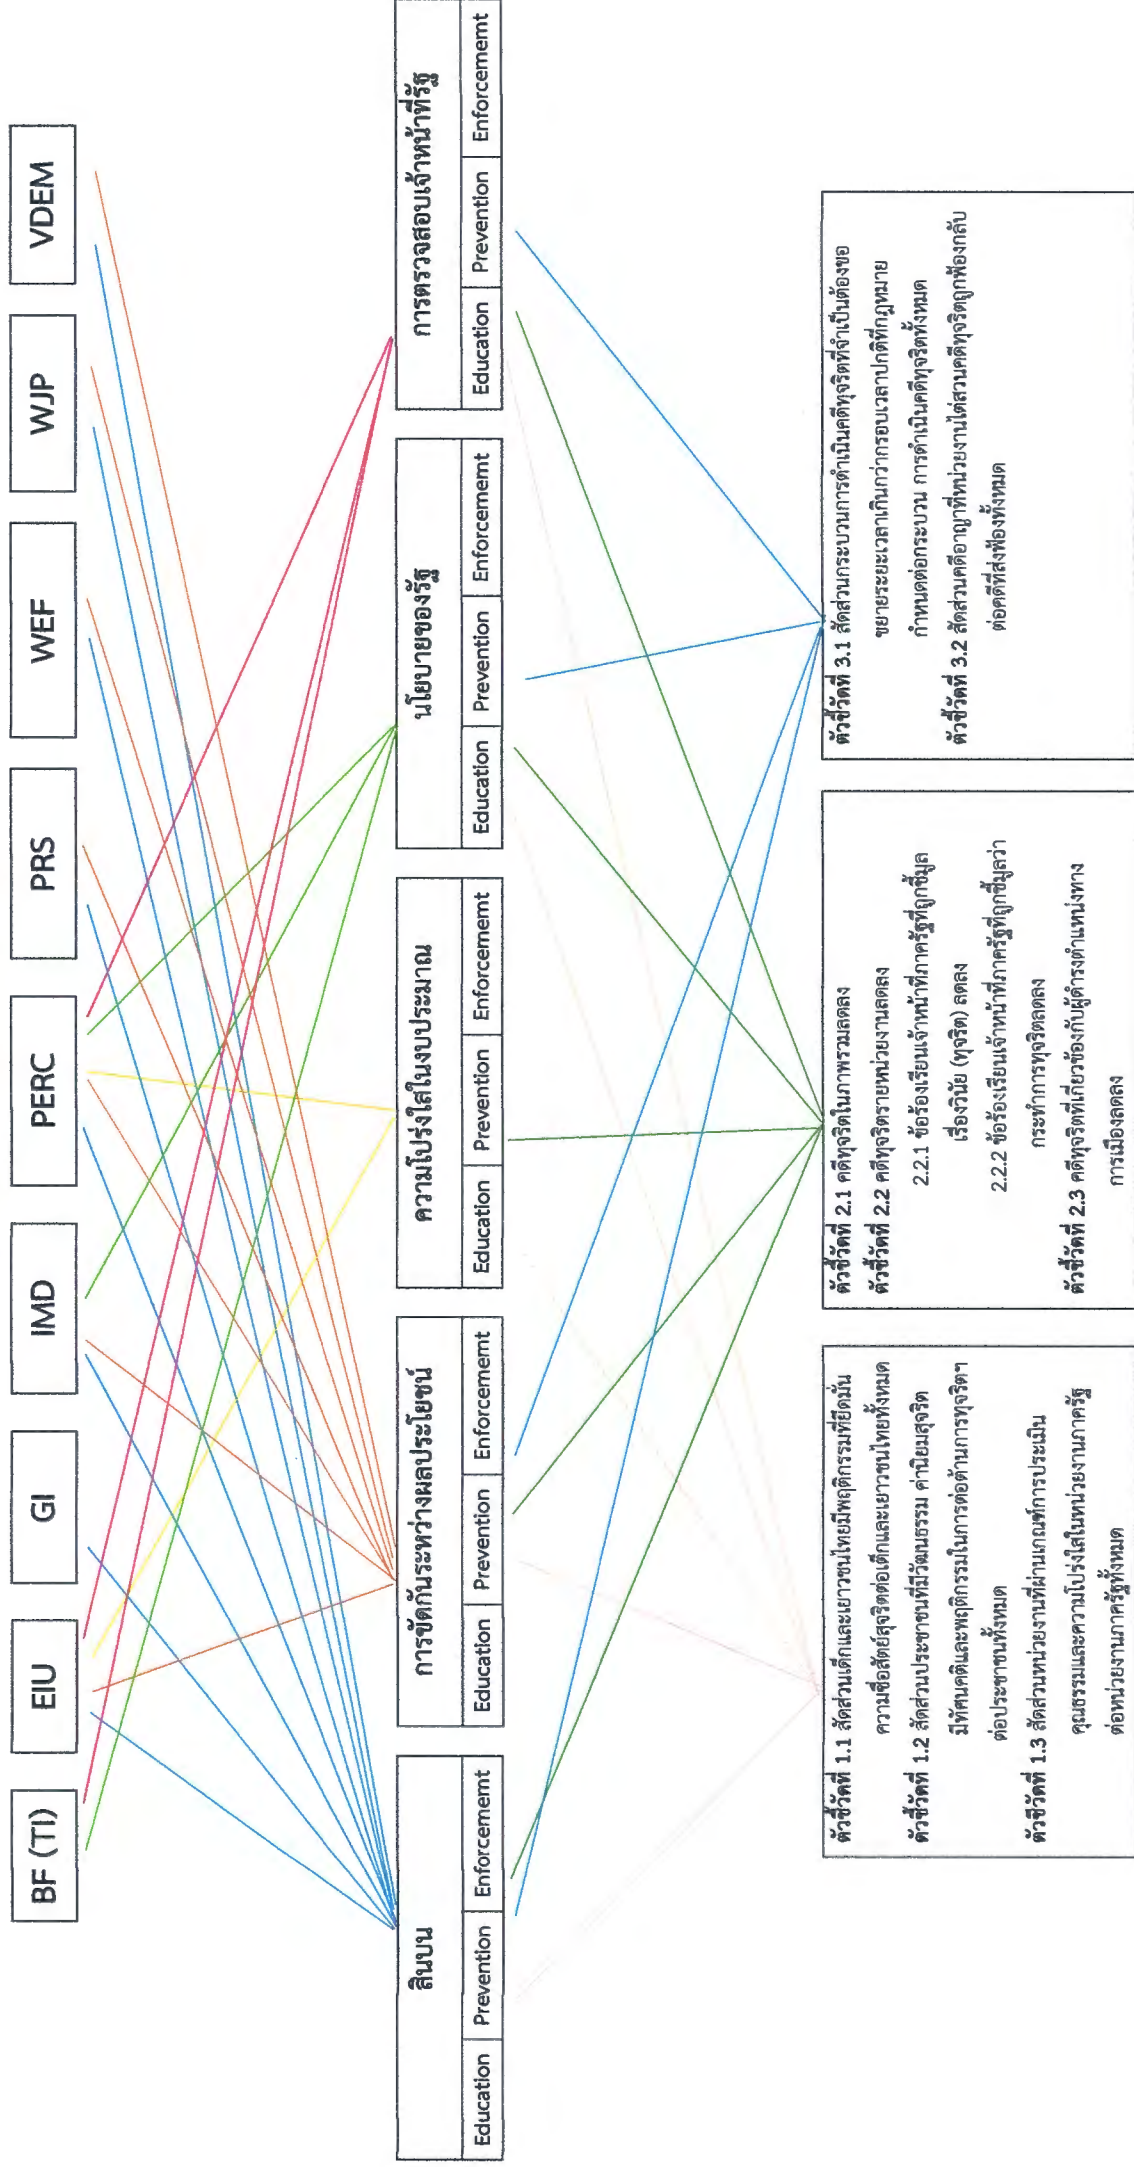 BF (TI)
EIU
GI
IMD
PERC
PRS
WEF
WJP
VDEM
สินบน
Education Prevention Enforcememt
การขัดกันระหว่างผลประโยชน์
Education Prevention Enforcememt
ความโปร่งใสในงบประมาณ
Education Prevention Enforcememt
นโยบายของรัฐ
Education Prevention Enforcememt
การตรวจสอบเจ้าหน้าที่รัฐ
Education Prevention Enforcememt
ตัวชี้วัดที่ 1.1 สัดส่วนเด็กและเยาวชนไทยมีพฤติกรรมที่ยึดมั่น
ความซื่อสัตย์สุจริตต่อเด็กและเยาวชนไทยทั้งหมด
ตัวชี้วัดที่ 1.2 สัดส่วนประชาชนที่มีวัฒนธรรม ค่านิยมสุจริต
มีทัศนคติและพฤติกรรมในการต่อต้านการทุจริตฯ
ต่อประชาชนทั้งหมด
ตัวชี้วัดที่ 1.3 สัดส่วนหน่วยงานที่ผ่านเกณฑ์การประเมิน
คุณธรรมและความโปร่งใสในหน่วยงานภาครัฐ
ต่อหน่วยงานภาครัฐทั้งหมด
ตัวชี้วัดที่ 2.1 คดีทุจริตในภาพรวมลดลง
ตัวชี้วัดที่ 2.2 คดีทุจริตรายหน่วยงานลดลง
2.2.1 ข้อร้องเรียนเจ้าหน้าที่ภาครัฐที่ถูกชี้มูล
เรื่องวินัย (ทุจริต) ลดลง
2.2.2 ข้อร้องเรียนเจ้าหน้าที่ภาครัฐที่ถูกชี้มูลว่า
กระทำการทุจริตลดลง
ตัวชี้วัดที่ 2.3 คดีทุจริตที่เกี่ยวข้องกับผู้ดำรงตำแหน่งทาง
การเมืองลดลง
ตัวชี้วัดที่ 3.1 สัดส่วนกระบวนการดำเนินคดีทุจริตที่จำเป็นต้องขอ
ขยายระยะเวลาเกินกว่ากรอบเวลาปกติที่กฎหมาย
กำหนดต่อกระบวน การดำเนินคดีทุจริตทั้งหมด
ตัวชี้วัดที่ 3.2 สัดส่วนคดีอาญาที่หน่วยงานไต่สวนคดีทุจริตถูกฟ้องกลับ
ต่อคดีที่ส่งฟ้องทั้งหมด